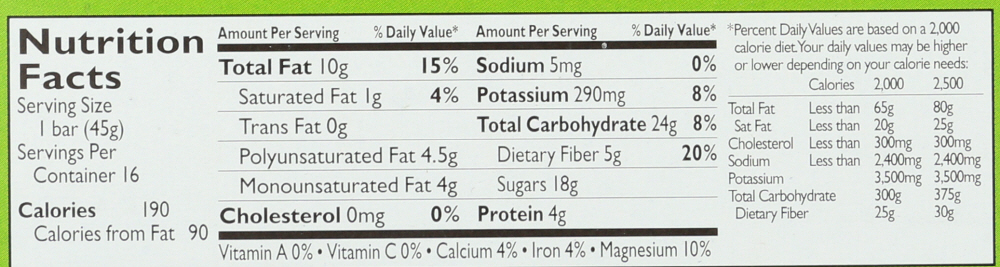 Nutrition
Facts
Serving Size
1 bar (45g)
Servings Per
Container 16
Calories 190
Calories from Fat 90
Amount Per Serving % Daily Value*
Total Fat 10g 15%
Saturated Fat 1g 4%
Trans Fat 0g
Polyunsaturated Fat 4.5g
Monounsaturated Fat 4g
Cholesterol 0mg 0%
Amount Per Serving % Daily Value*
Sodium 5mg 0%
Potassium 290mg 8%
Total Carbohydrate 24g 8%
Dietary Fiber 5g 20%
Sugars 18g
Protein 4g
Vitamin A 0% • Vitamin C 0% • Calcium 4% • Iron 4% • Magnesium 10%
*Percent Daily Values are based on a 2,000
calorie diet. Your daily values may be higher
or lower depending on your calorie needs:
Calories 2,000 2,500
Total Fat Less than 65g 80g
Sat Fat Less than 20g 25g
Cholesterol Less than 300mg 300mg
Sodium Less than 2,400mg 2,400mg
Potassium 3,500mg 3,500mg
Total Carbohydrate 300g 375g
Dietary Fiber 25g 30g